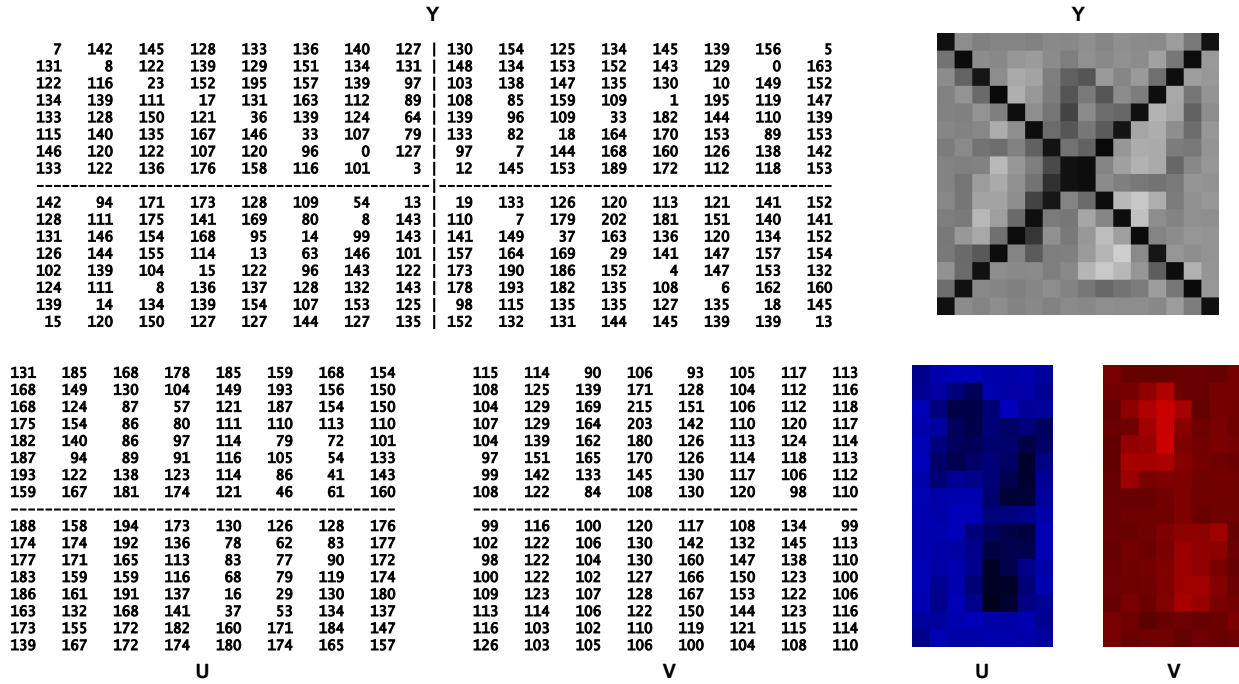 Y
7 142 145 128 133 136 140 127 | 130 154 125 134 145 139 156 5
131 8 122 139 129 151 134 131 | 148 134 153 152 143 129 0 163
122 116 23 152 195 157 139 97 | 103 138 147 135 130 10 149 152
134 139 111 17 131 163 112 89 | 108 85 159 109 1 195 119 147
133 128 150 121 36 139 124 64 | 139 96 109 33 182 144 110 139
115 140 135 167 146 33 107 79 | 133 82 18 164 170 153 89 153
146 120 122 107 120 96 0 127 | 97 7 144 168 160 126 138 142
133 122 136 176 158 116 101 3 | 12 145 153 189 172 112 118 153
-----------------------------------------------|-----------------------------------------------
142 94 171 173 128 109 54 13 | 19 133 126 120 113 121 141 152
128 111 175 141 169 80 8 143 | 110 7 179 202 181 151 140 141
131 146 154 168 95 14 99 143 | 141 149 37 163 136 120 134 152
126 144 155 114 13 63 146 101 | 157 164 169 29 141 147 157 154
102 139 104 15 122 96 143 122 | 173 190 186 152 4 147 153 132
124 111 8 136 137 128 132 143 | 178 193 182 135 108 6 162 160
139 14 134 139 154 107 153 125 | 98 115 135 135 127 135 18 145
15 120 150 127 127 144 127 135 | 152 132 131 144 145 139 139 13
Y
131 185 168 178 185 159 168 154
168 149 130 104 149 193 156 150
168 124 87 57 121 187 154 150
175 154 86 80 111 110 113 110
182 140 86 97 114 79 72 101
187 94 89 91 116 105 54 133
193 122 138 123 114 86 41 143
159 167 181 174 121 46 61 160
----------------------------------------------
188 158 194 173 130 126 128 176
174 174 192 136 78 62 83 177
177 171 165 113 83 77 90 172
183 159 159 116 68 79 119 174
186 161 191 137 16 29 130 180
163 132 168 141 37 53 134 137
173 155 172 182 160 171 184 147
139 167 172 174 180 174 165 157
U
115 114 90 106 93 105 117 113
108 125 139 171 128 104 112 116
104 129 169 215 151 106 112 118
107 129 164 203 142 110 120 117
104 139 162 180 126 113 124 114
97 151 165 170 126 114 118 113
99 142 133 145 130 117 106 112
108 122 84 108 130 120 98 110
----------------------------------------------
99 116 100 120 117 108 134 99
102 122 106 130 142 132 145 113
98 122 104 130 160 147 138 110
100 122 102 127 166 150 123 100
109 123 107 128 167 153 122 106
113 114 106 122 150 144 123 116
116 103 102 110 119 121 115 114
126 103 105 106 100 104 108 110
V
U
V